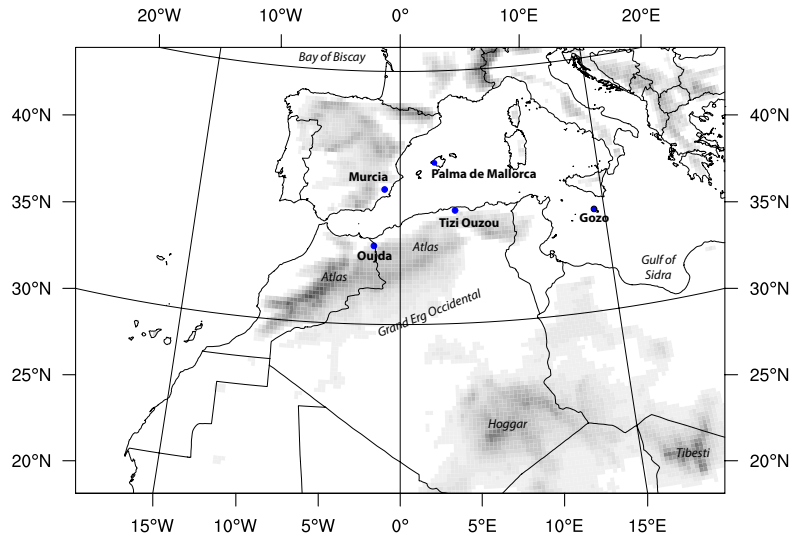 20°W 10°W 0° 10°E 20°E
Bay of Biscay
40°N 40°N
Palma de Mallorca
Murcia
35°N 35°N
Gozo
Tizi Ouzou
Atlas
Oujda
Gulf of
Sidra
Atlas
30°N 30°N
Grand Erg Occidental
25°N 25°N
Hoggar
Tibesti
20°N 20°N
15°W 10°W 5°W 0° 5°E 10°E 15°E